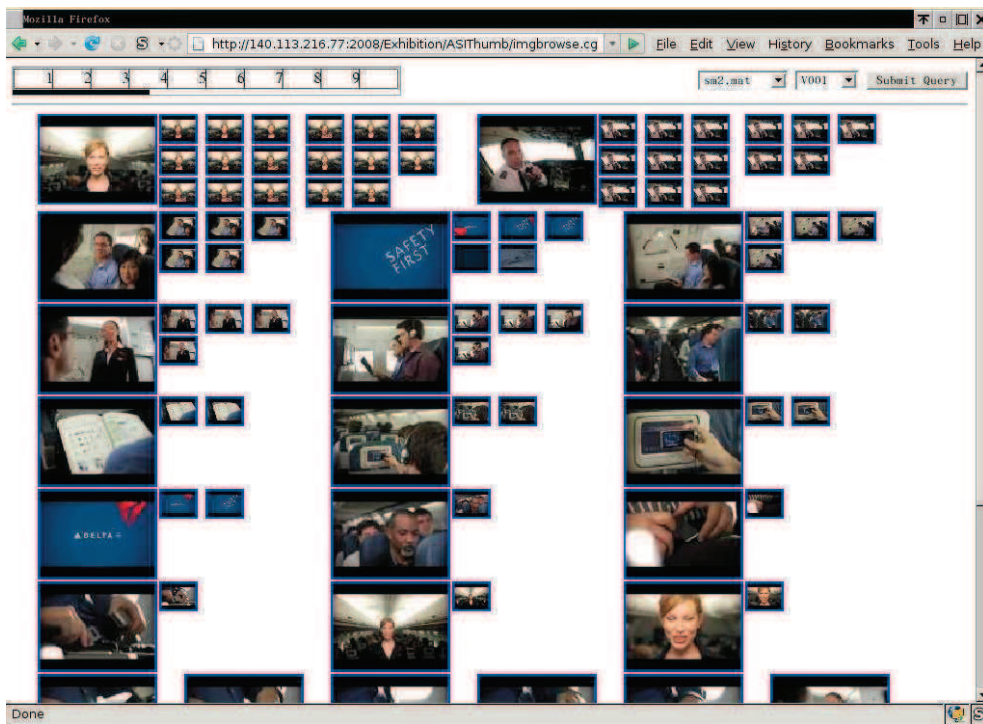 Mozilla Firefox
http://140.113.216.77:2008/Exhibition/ASIThumb/imgbrowse.cg File Edit View History Bookmarks Tools Help
1 2 3 4 5 6 7 8 9 sm2.mat V001 Submit Query
SAFETY
FIRST
DELTA
Done